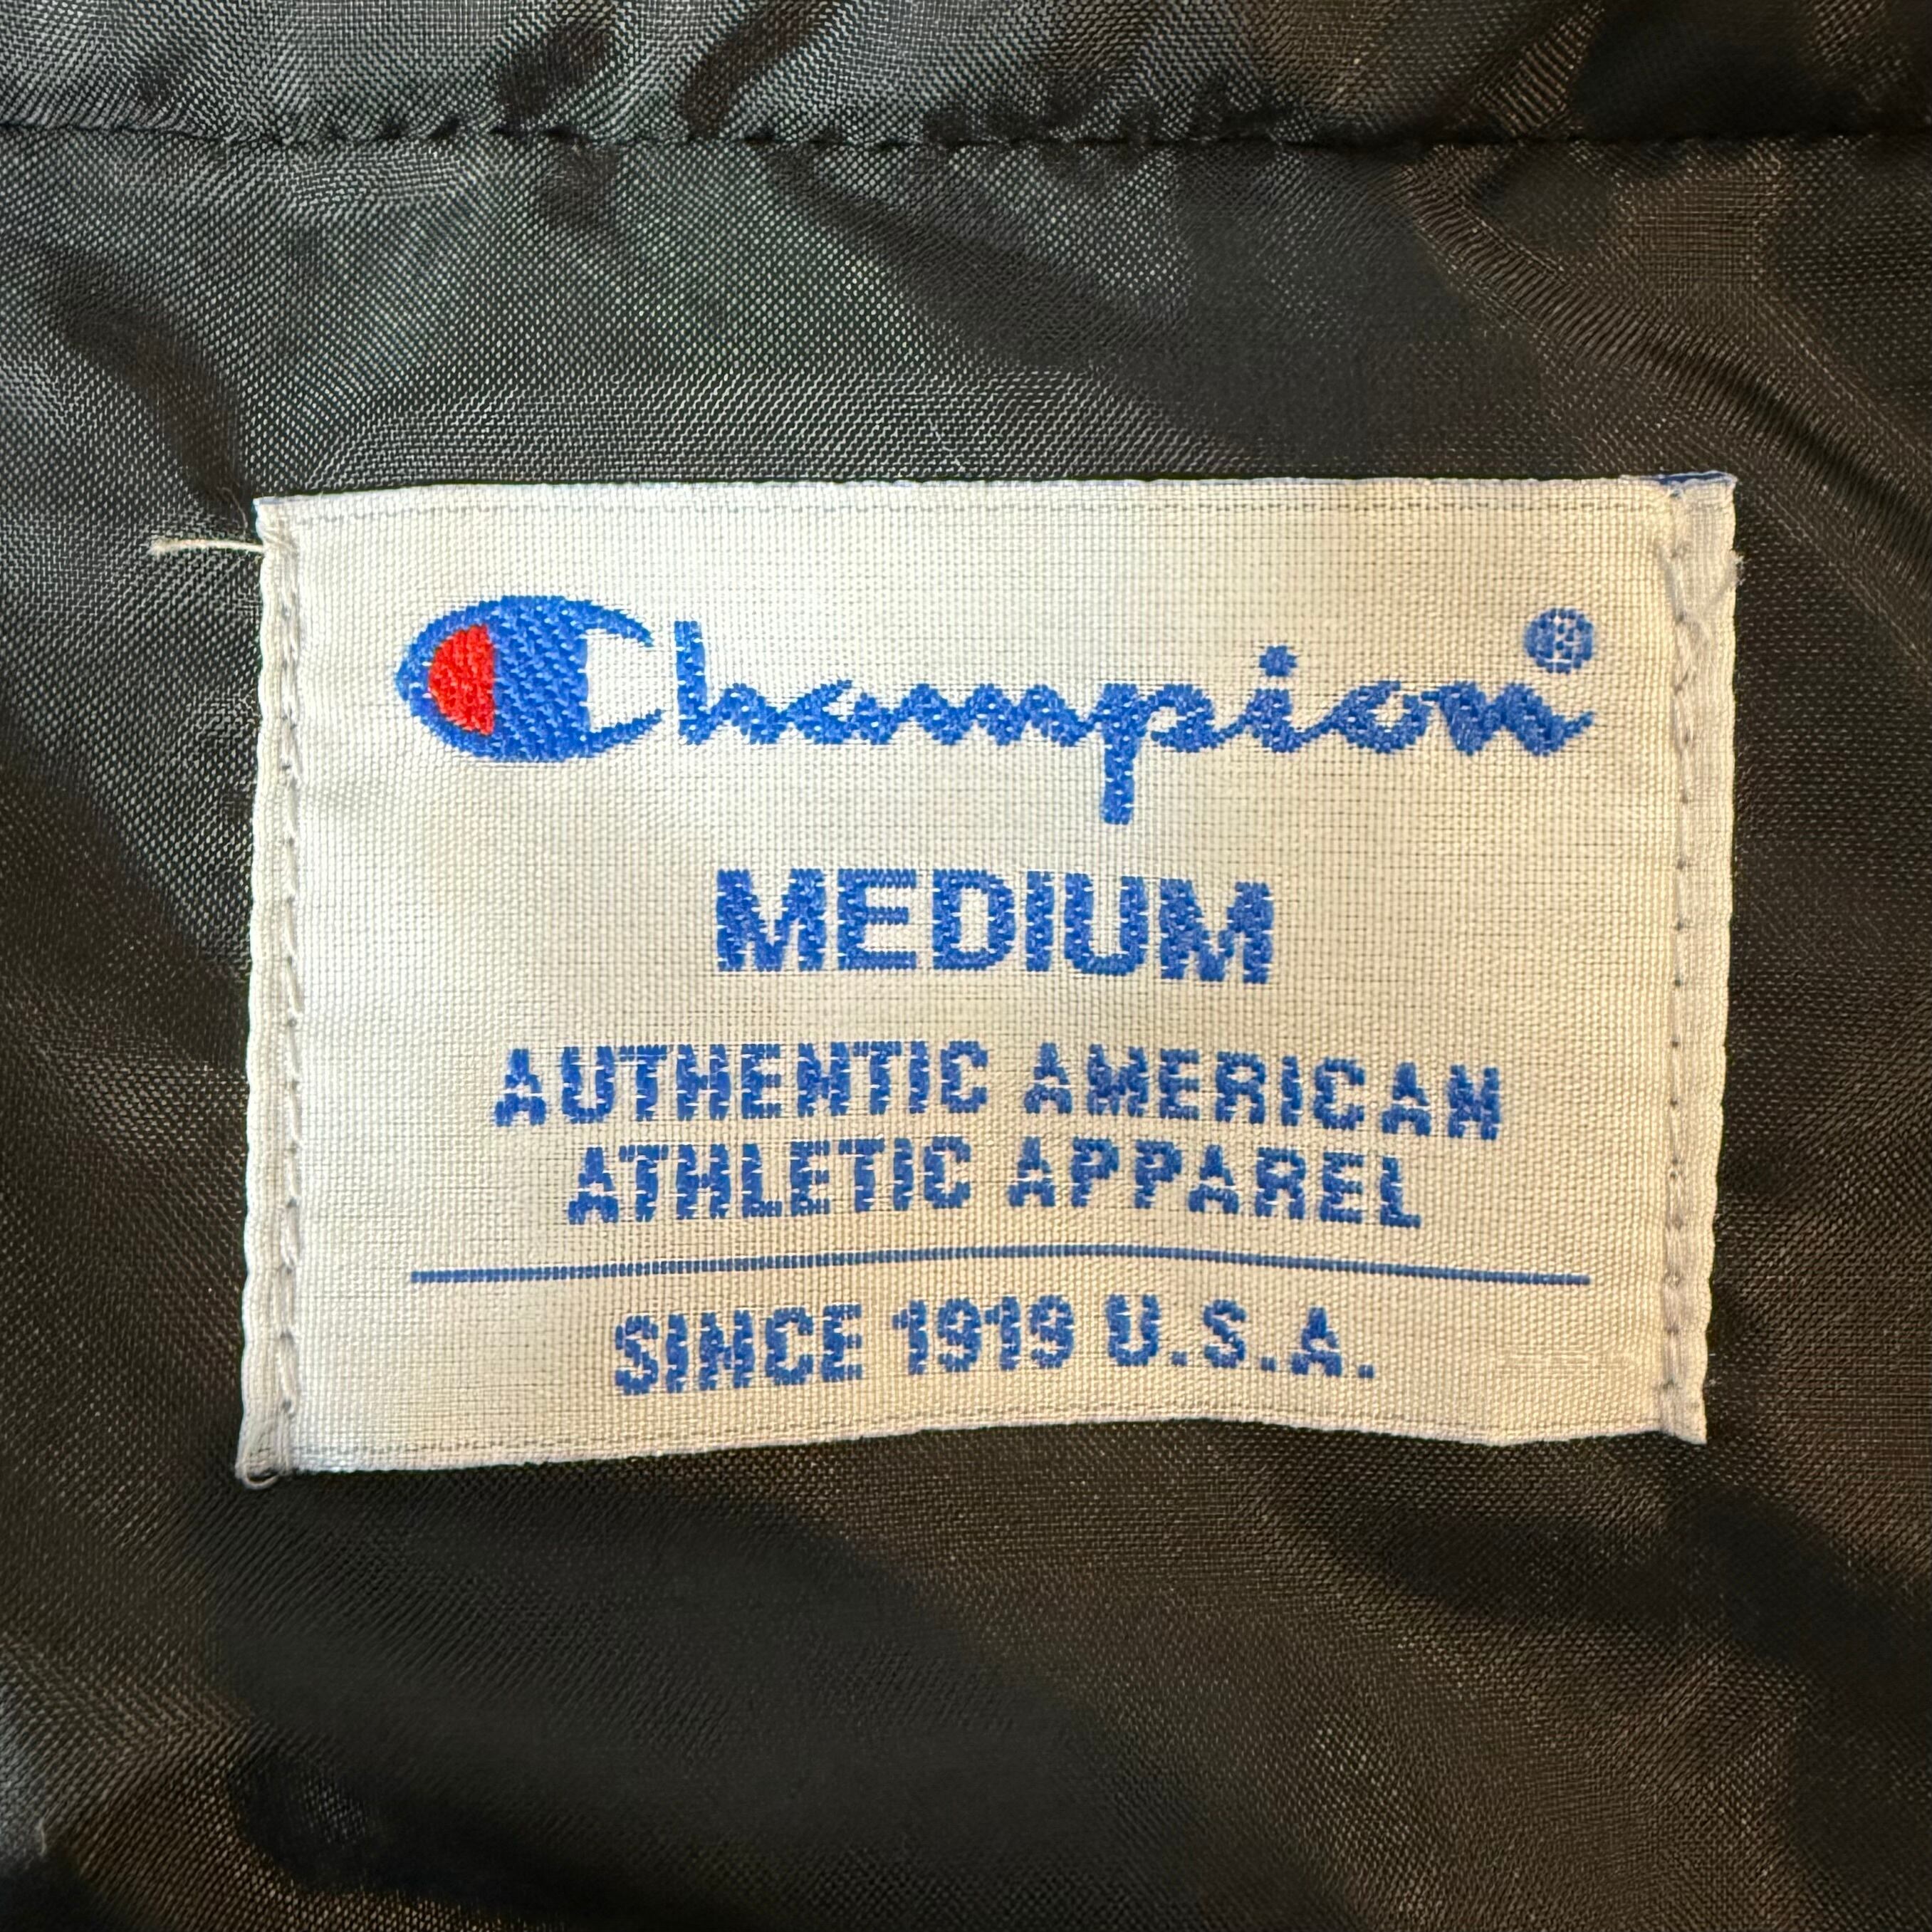 Champion®
MEDIUM
AUTHENTIC AMERICAN
ATHLETIC APPAREL
SINCE 1919 U.S.A.